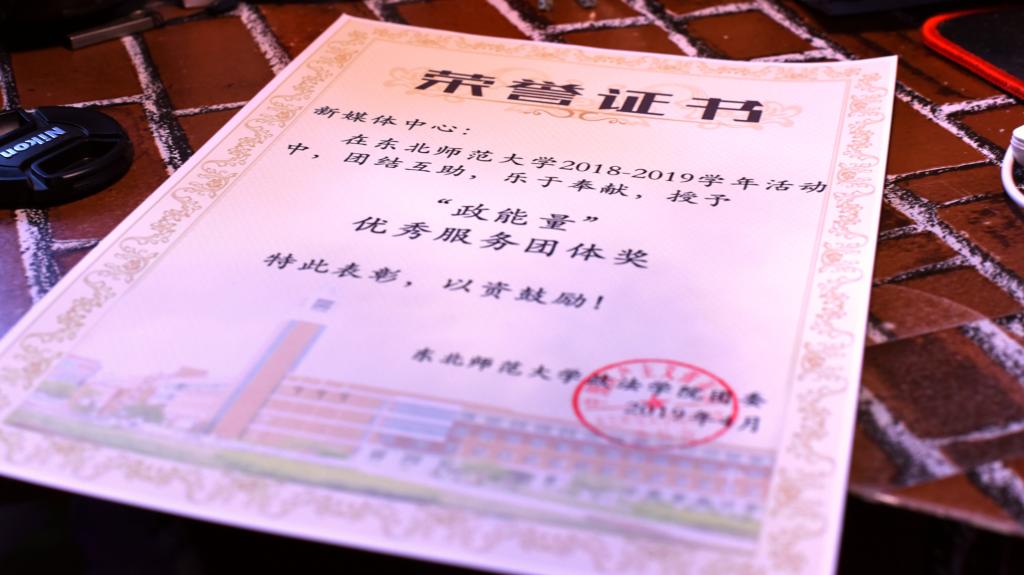 Nikon
荣誉证书
新媒体中心：
在东北师范大学2018-2019学年活动
中，团结互助，乐于奉献，授予
“政能量”
优秀服务团体奖
特此表彰，以资鼓励！
东北师范大学政法学院团委
2019年 月